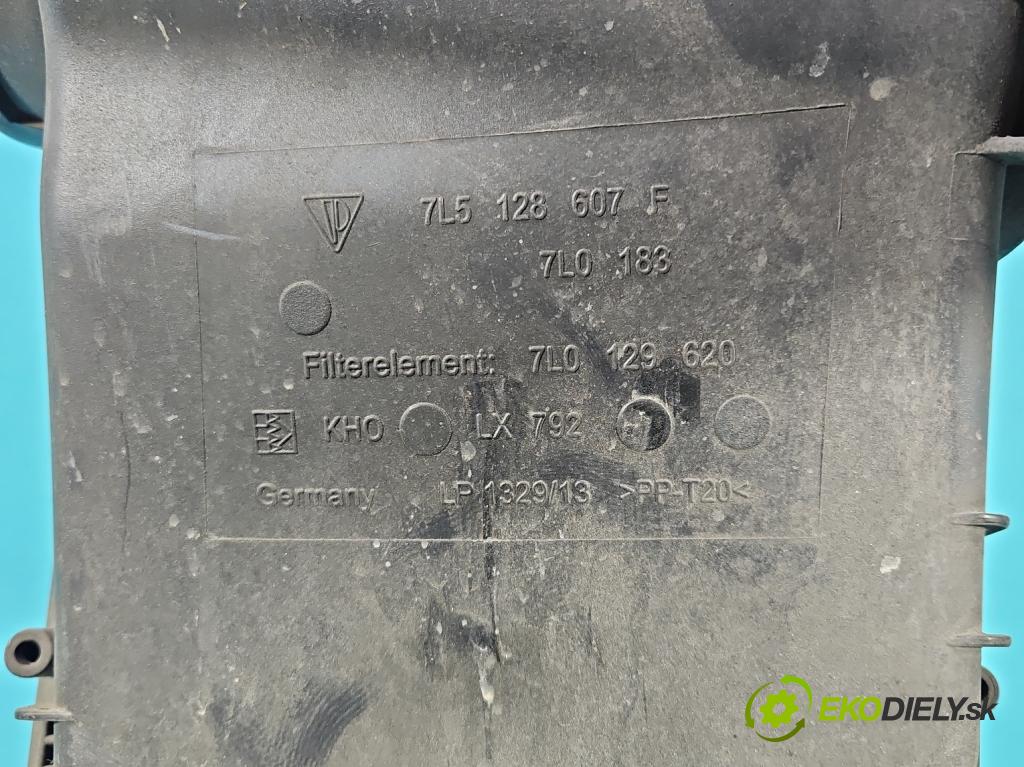 7L5 128 607 F
7L0 183
Filterelement: 7L0 129 620
KHO LX 792
Germany LP 1329/13 >PP-T20<
EKODIELY.sk